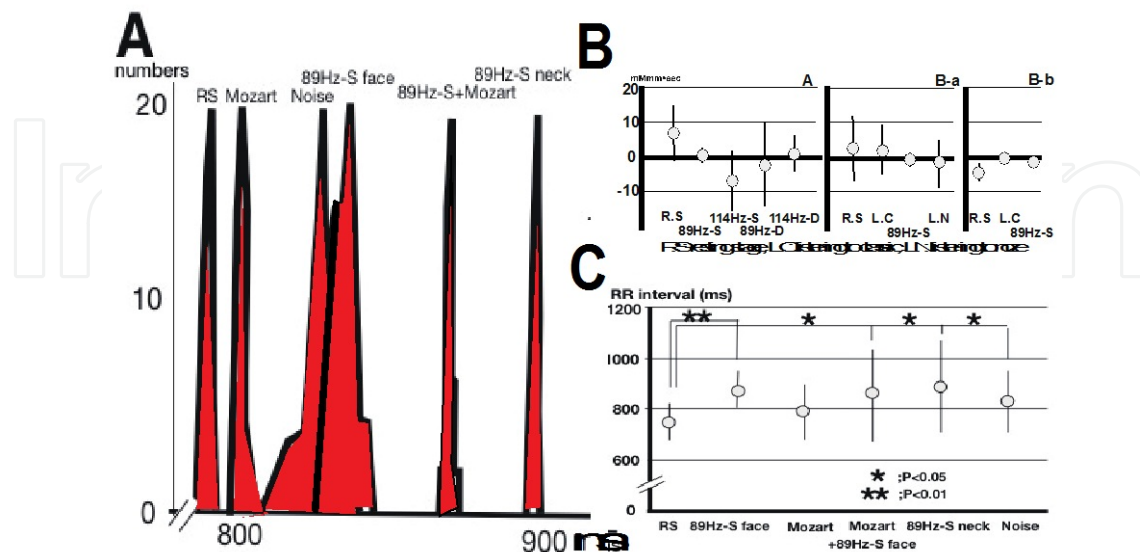 A
numbers
89Hz-S face
89Hz-S neck
RS Mozart Noise
89Hz-S+Mozart
20
10
0
800
900
B
A
B-a
B-b
20
10
0
-10
R.S
89Hz-S
114Hz-S
89Hz-D
114Hz-D
R.S
L.C
89Hz-S
L.N
R.S
L.C
89Hz-S
C
RR interval (ms)
1200
1000
800
600
0
**
*
*
*
* ;P<0.05
** ;P<0.01
RS
89Hz-S face
Mozart
Mozart
+89Hz-S face
89Hz-S neck
Noise